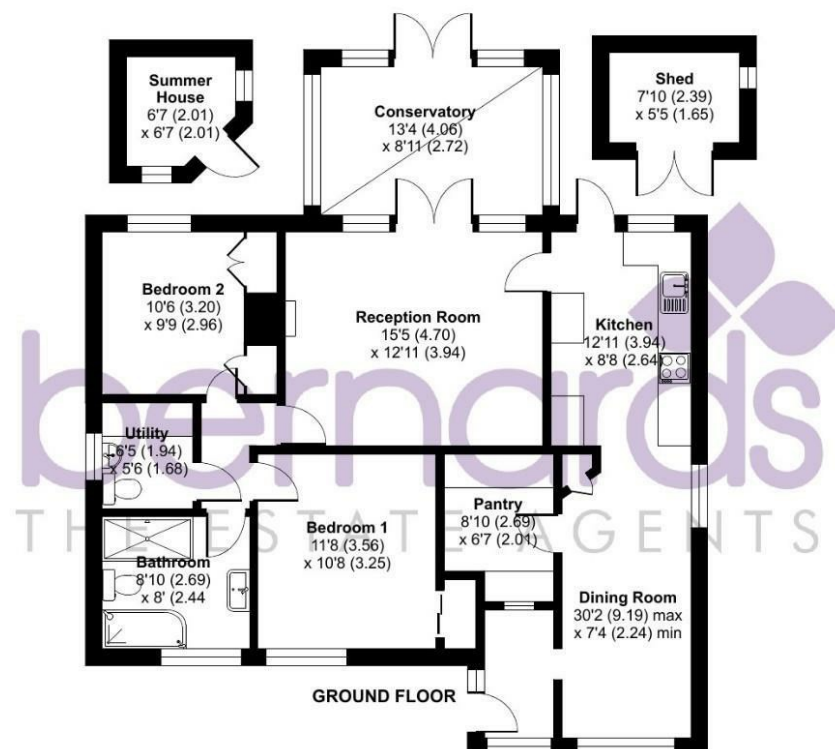 Summer
House
6'7 (2.01)
x 6'7 (2.01)
Conservatory
13'4 (4.06)
x 8'11 (2.72)
Shed
7'10 (2.39)
x 5'5 (1.65)
Bedroom 2
10'6 (3.20)
x 9'9 (2.96)
Reception Room
15'5 (4.70)
x 12'11 (3.94)
Kitchen
12'11 (3.94)
x 8'8 (2.64)
bernards
THE ESTATE AGENTS
Utility
6'5 (1.94)
x 5'6 (1.68)
Bedroom 1
11'8 (3.56)
x 10'8 (3.25)
Pantry
8'10 (2.69)
x 6'7 (2.01)
Bathroom
8'10 (2.69)
x 8' (2.44
Dining Room
30'2 (9.19) max
x 7'4 (2.24) min
GROUND FLOOR